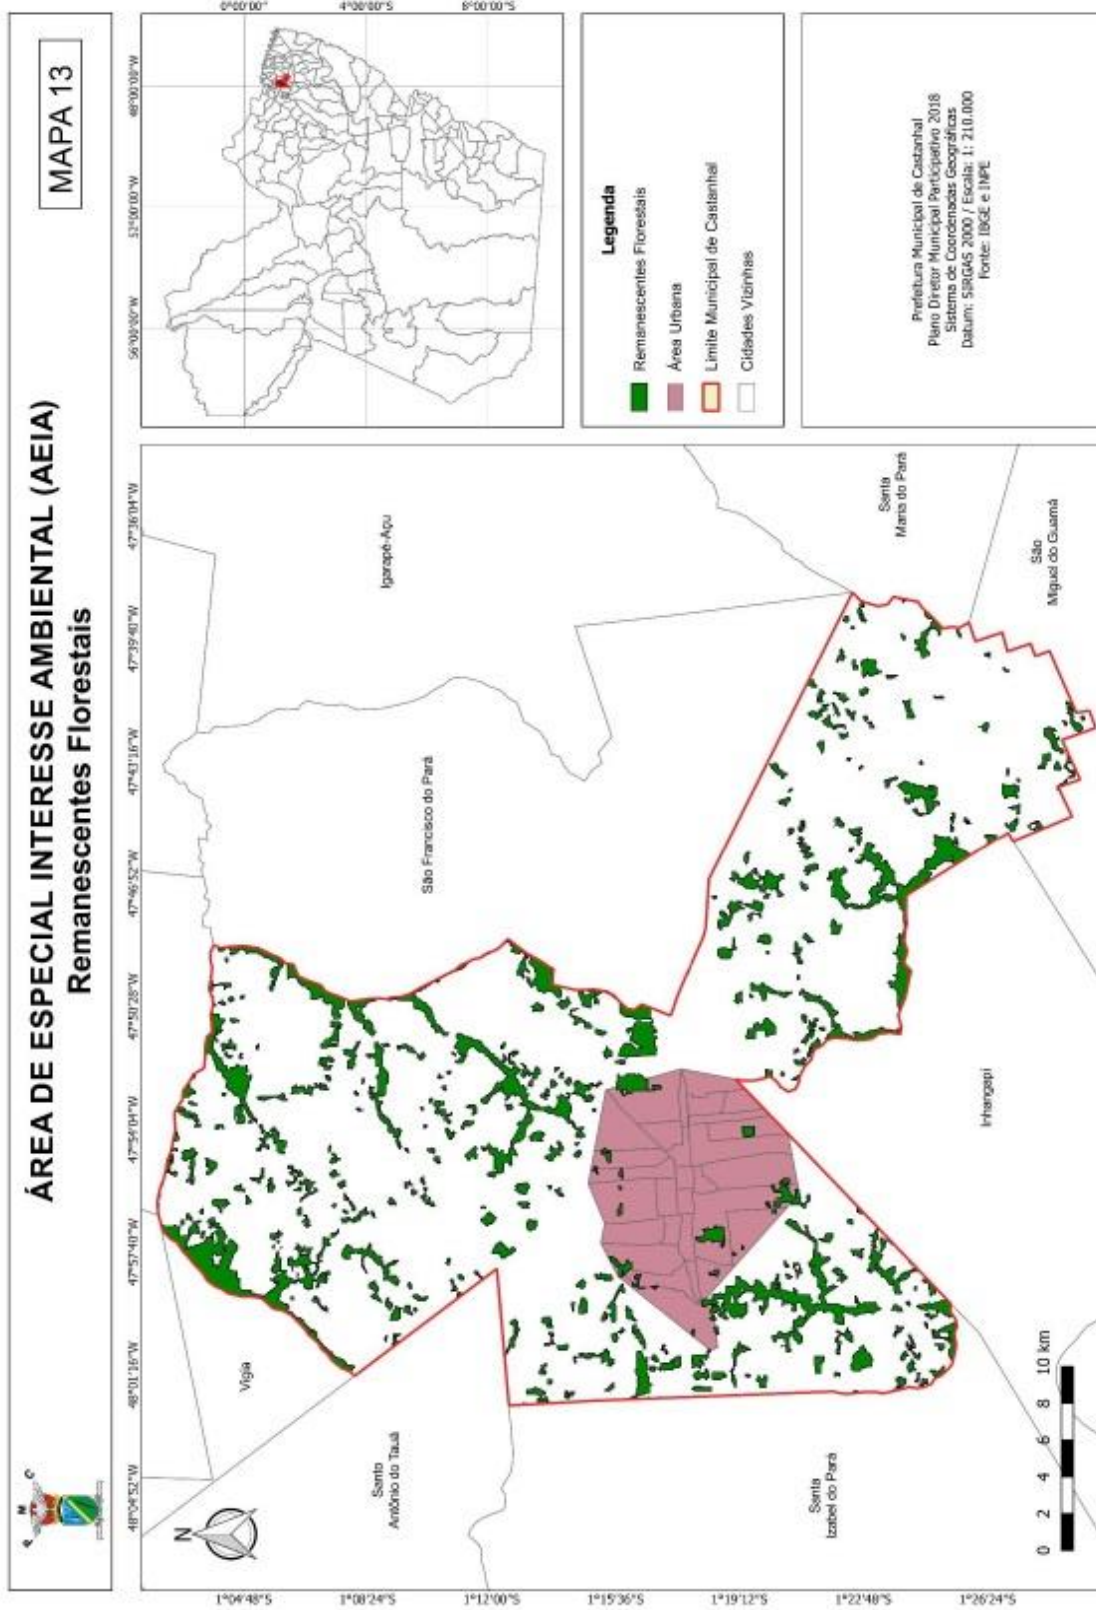 ÁREA DE ESPECIAL INTERESSE AMBIENTAL (AEIA)
Remanescentes Florestais
MAPA 13
P M C
N
48°04'52"W
48°01'16"W
47°57'40"W
47°54'04"W
47°50'28"W
47°46'52"W
47°43'16"W
47°39'40"W
47°36'04"W
1°04'48"S
1°08'24"S
1°12'00"S
1°15'36"S
1°19'12"S
1°22'48"S
1°26'24"S
Vigia
Santo
Antônio do Tauá
Santa
Izabel do Pará
São Francisco do Pará
Igarapé-Açu
Inhangapi
Santa
Maria do Pará
São
Miguel do Guamá
0 2 4 6 8 10 km
56°00'00"W
52°00'00"W
48°00'00"W
0°00'00"
4°00'00"S
8°00'00"S
Legenda
Remanescentes Florestais
Área Urbana
Limite Municipal de Castanhal
Cidades Vizinhas
Prefeitura Municipal de Castanhal
Plano Diretor Municipal Participativo 2018
Sistema de Coordenadas Geográficas
Datum: SIRGAS 2000 / Escala: 1: 210.000
Fonte: IBGE e INPE